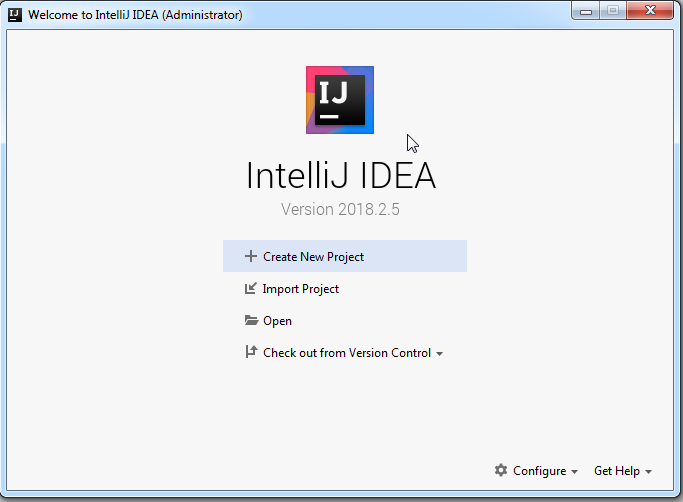 Welcome to IntelliJ IDEA (Administrator)
IJ
IntelliJ IDEA
Version 2018.2.5
Create New Project
Import Project
Open
Check out from Version Control
Configure Get Help